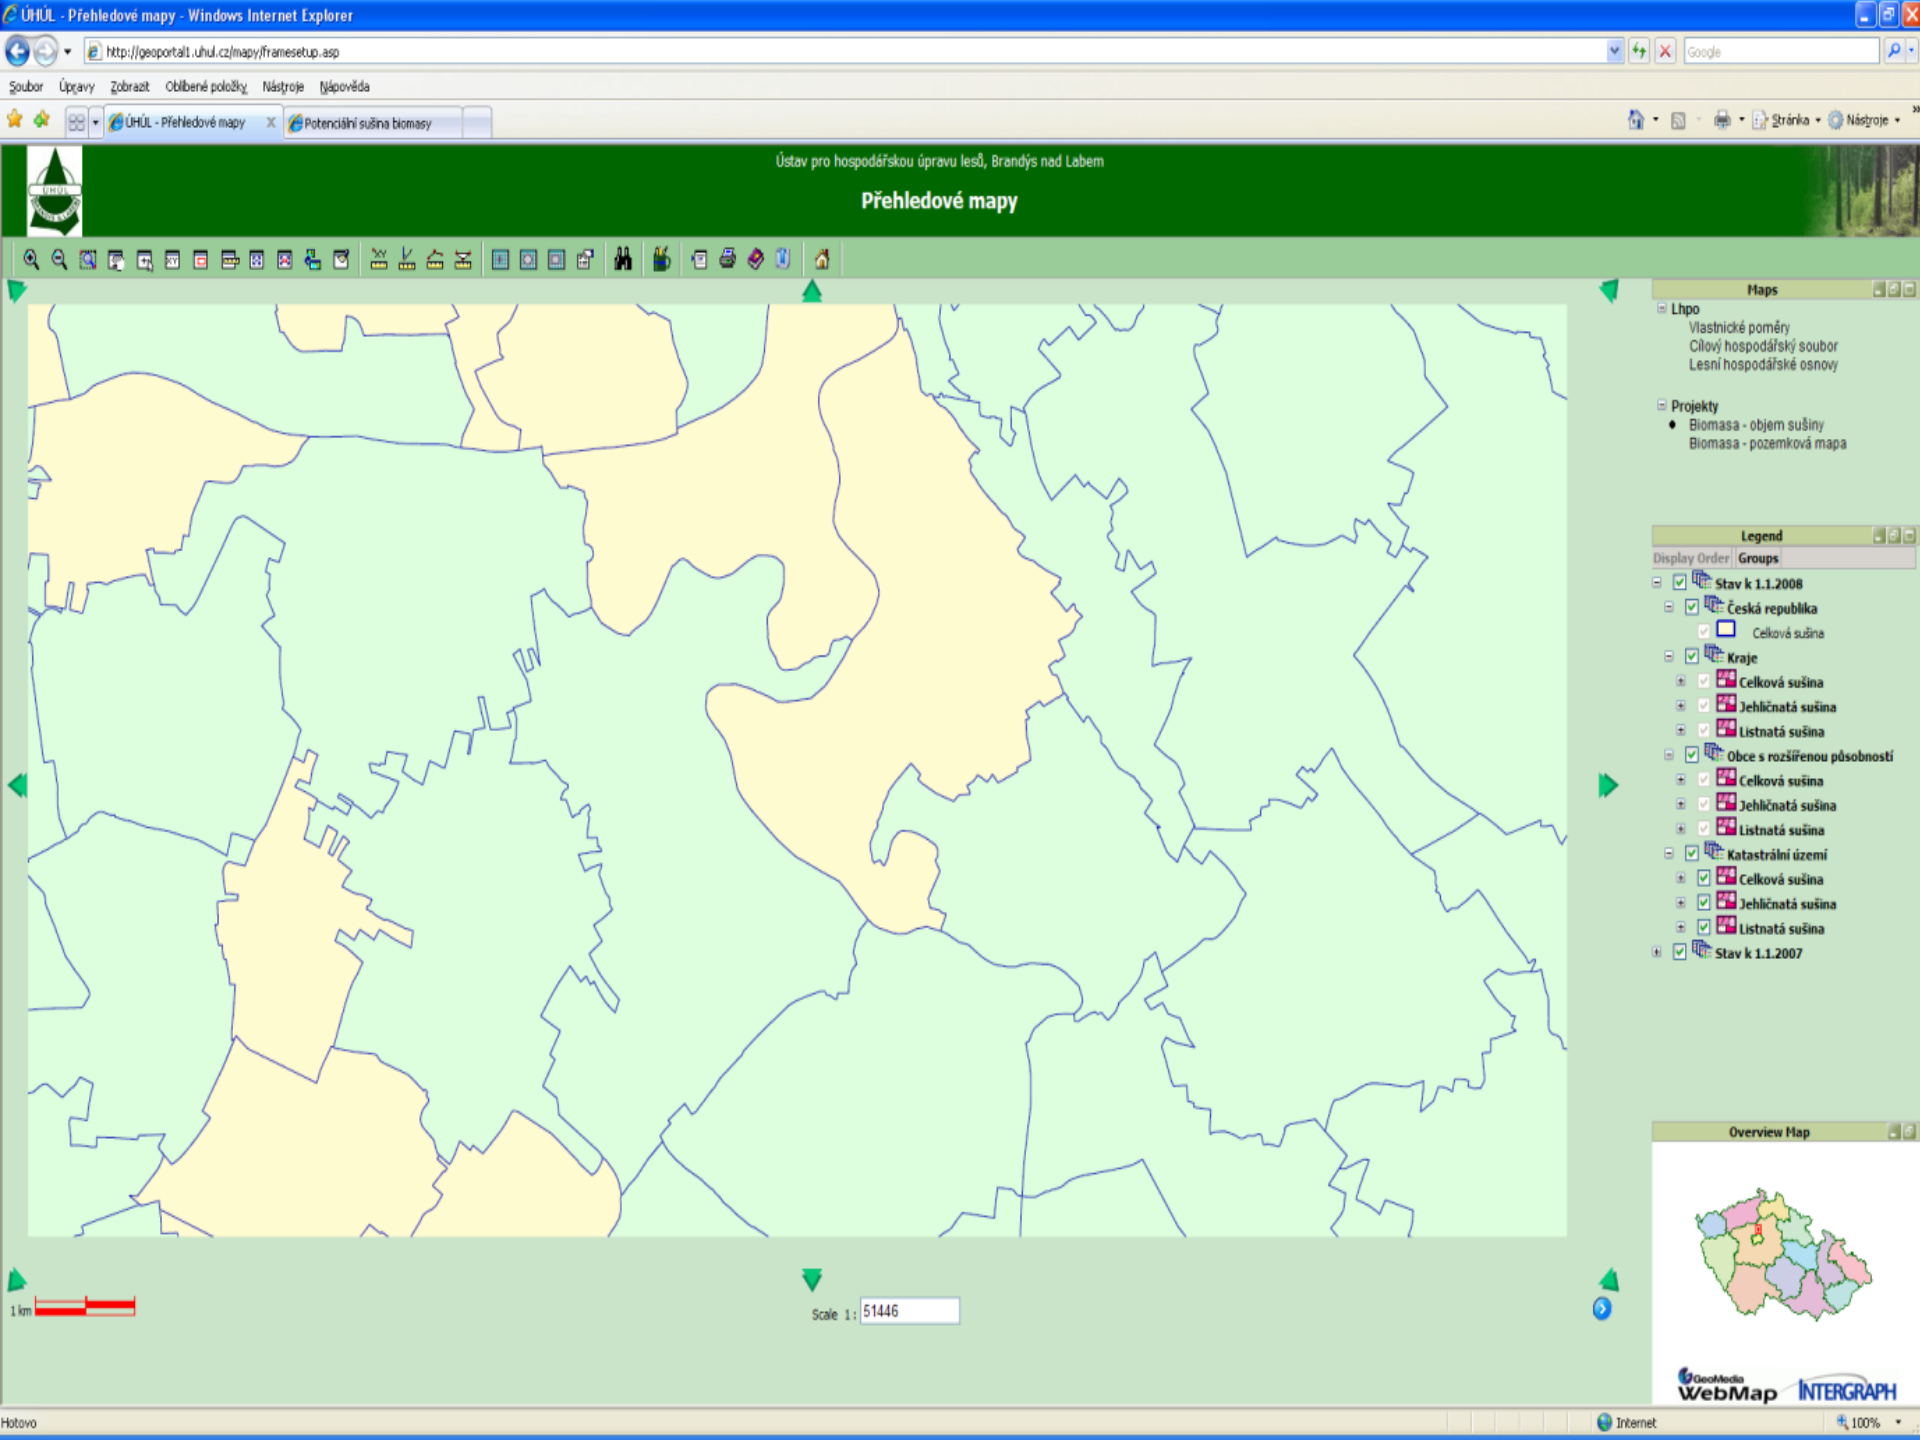 ÚHÚL - Přehledové mapy - Windows Internet Explorer
http://geoportal1.uhul.cz/mapy/framesetup.asp
Google
Soubor Úpravy Zobrazit Oblíbené položky Nástroje Nápověda
ÚHÚL - Přehledové mapy X Potenciální sušina biomasy
Stránka Nástroje
Ústav pro hospodářskou úpravu lesů, Brandýs nad Labem
Přehledové mapy
ÚHÚL
Maps
Lhpo
Vlastnické poměry
Cílový hospodářský soubor
Lesní hospodářské osnovy
Projekty
Biomasa - objem sušiny
Biomasa - pozemková mapa
Legend
Display Order Groups
Stav k 1.1.2008
Česká republika
Celková sušina
Kraje
Celková sušina
Jehličnatá sušina
Listnatá sušina
Obce s rozšířenou působností
Celková sušina
Jehličnatá sušina
Listnatá sušina
Katastrální území
Celková sušina
Jehličnatá sušina
Listnatá sušina
Stav k 1.1.2007
Overview Map
1 km
Scale 1: 51446
GeoMedia
WebMap INTERGRAPH
Hotovo
Internet
100%